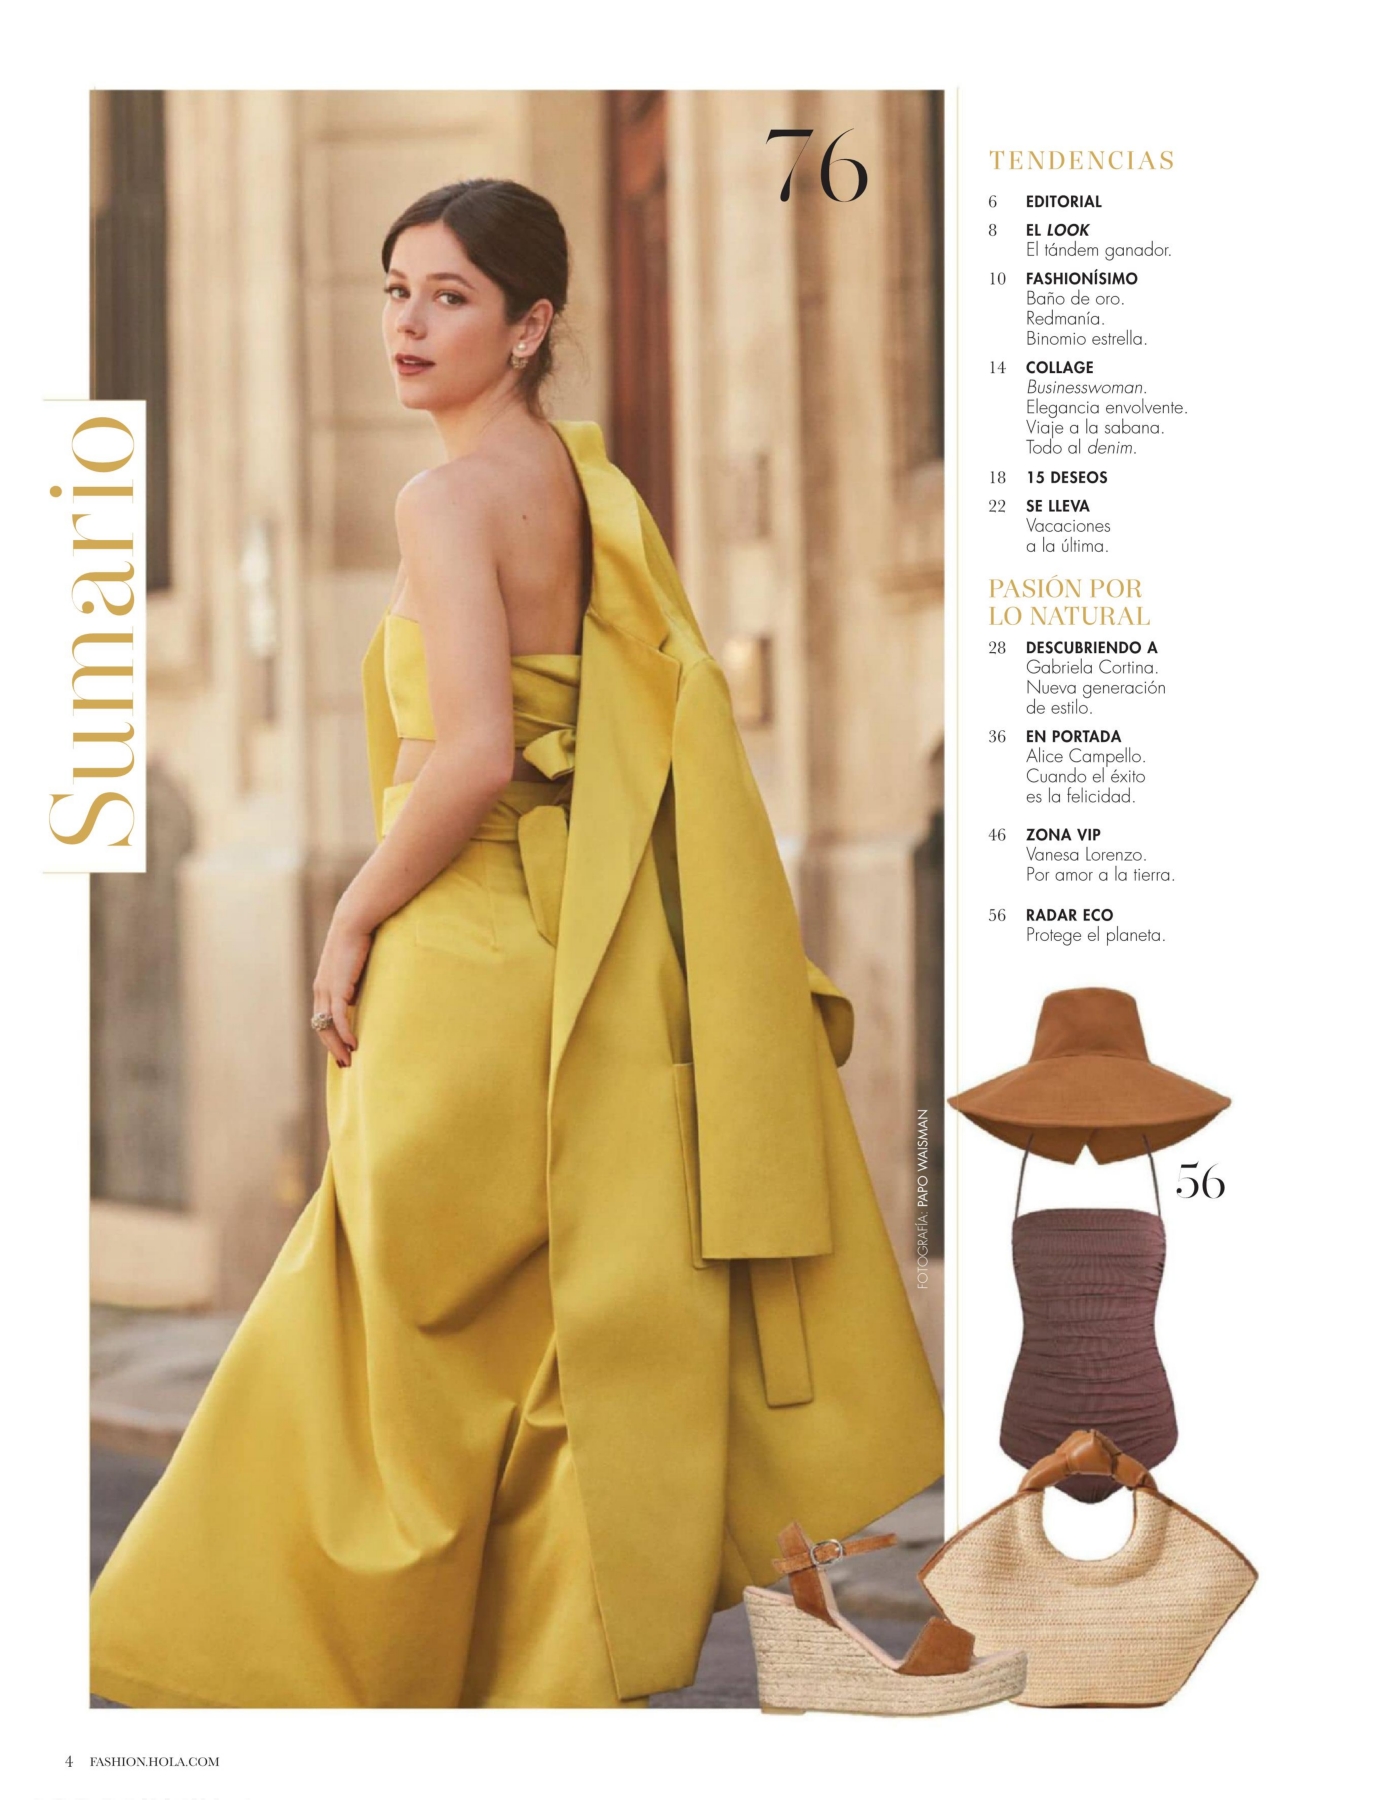 76
Sumario
TENDENCIAS
6 EDITORIAL
8 EL LOOK
El tándem ganador.
10 FASHIONÍSIMO
Baño de oro.
Redmanía.
Binomio estrella.
14 COLLAGE
Businesswoman.
Elegancia envolvente.
Viaje a la sabana.
Todo al denim.
18 15 DESEOS
22 SE LLEVA
Vacaciones
a la última.
PASIÓN POR
LO NATURAL
28 DESCUBRIENDO A
Gabriela Cortina.
Nueva generación
de estilo.
36 EN PORTADA
Alice Campello.
Cuando el éxito
es la felicidad.
46 ZONA VIP
Vanesa Lorenzo.
Por amor a la tierra.
56 RADAR ECO
Protege el planeta.
56
FOTOGRAFÍA: PAPO WAISMAN
4 FASHION.HOLA.COM